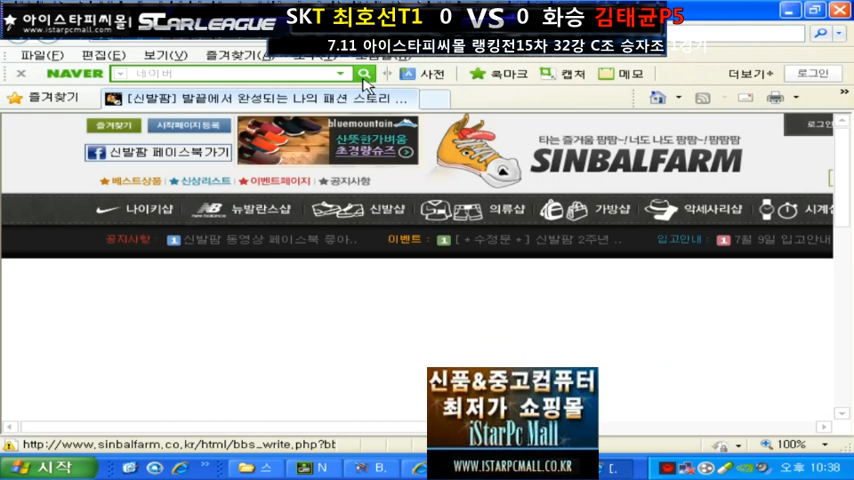 아이스타피씨몰!
www.istarpcmall.com
STARLEAGUE
SKT 최호선T1 0 VS 0 화승 김태균P5
7.11 아이스타피씨몰 랭킹전15차 32강 C조 승자조 1경기
파일(F) 편집(E) 보기(V) 즐겨찾기(A)
NAVER 네이버 사전 북마크 캡처 메모 더보기+ 로그인
즐겨찾기 [신발팜] 발끝에서 완성되는 나의 패션 스토리 ...
즐겨찾기 시작페이지등록
bluemountain
산뜻한가벼움
초경량슈즈
신발팜 페이스북가기
타는 즐거움 팜팜~! 너도 나도 팜팜~! 팜팜팜
SINBALFARM
로그인
베스트상품 신상리스트 이벤트페이지 공지사항
나이키샵 new balance 뉴발란스샵 신발샵 의류샵 가방샵 악세사리샵 시계
공지사항 : 1 신발팜 동영상 페이스북 좋아.. 이벤트 : 1 [ * 수정문 * ] 신발팜 2주년 .. 입고안내 : 1 7월 9일 입고안내
신품&중고컴퓨터
최저가 쇼핑몰
iStarPc Mall
WWW.ISTARPCMALL.CO.KR
http://www.sinbalfarm.co.kr/html/bbs_write.php?bt
100%
시작 스 N B. [. 오후 10:38